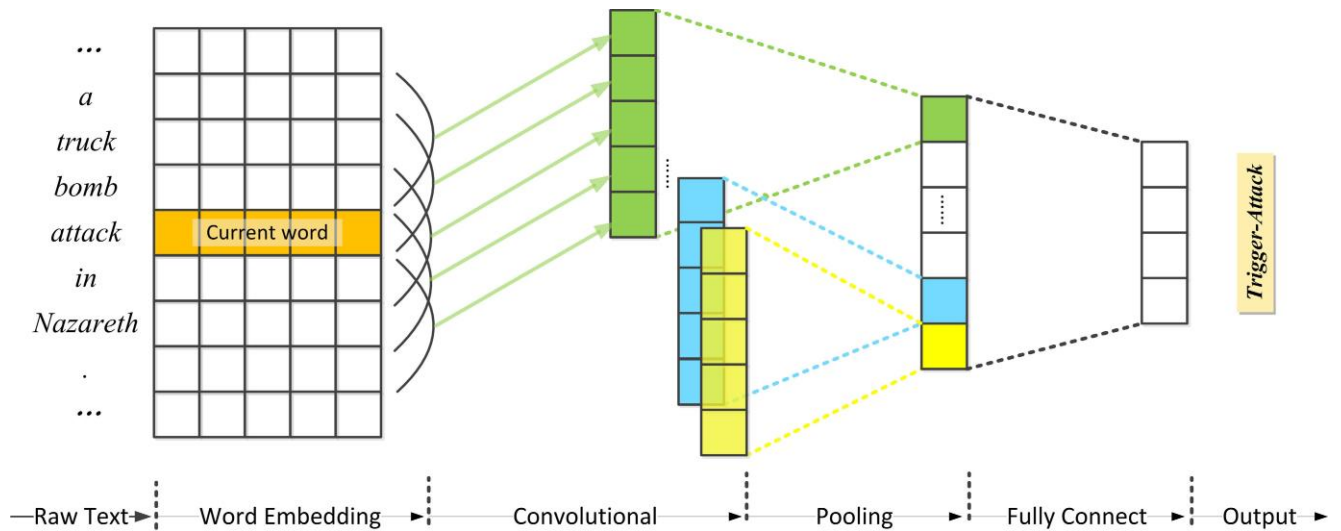 ...
a
truck
bomb
attack
Current word
in
Nazareth
.
...
......
......
Trigger-Attack
Raw Text
Word Embedding
Convolutional
Pooling
Fully Connect
Output